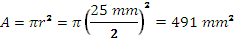 A = πr² = π(25 mm / 2)² = 491 mm²